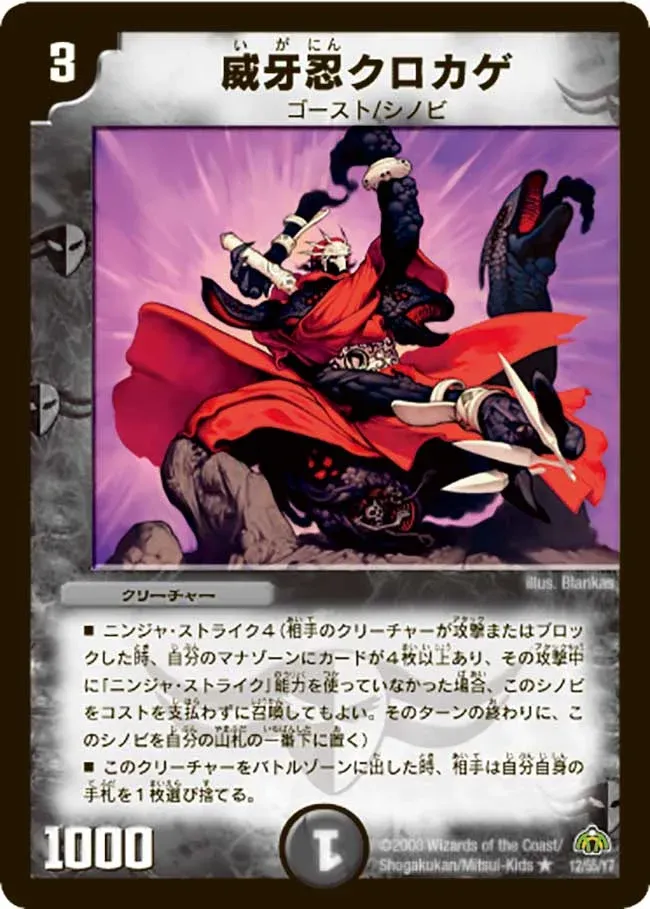 3
いがにん
威牙忍クロカゲ
ゴースト/シノビ
illus. Blankas
クリーチャー
■ ニンジャ・ストライク4(相手のクリーチャーが攻撃またはブロッ
クした時、自分のマナゾーンにカードが4枚以上あり、その攻撃中
に「ニンジャ・ストライク」能力を使っていなかった場合、このシノビ
をコストを支払わずに召喚してもよい。そのターンの終わりに、こ
のシノビを自分の山札の一番下に置く)
■ このクリーチャーをバトルゾーンに出した時、相手は自分自身の
手札を1枚選び捨てる。
1000
1
©2008 Wizards of the Coast/
Shogakukan/Mitsui-Kids ★ 12/55/Y7